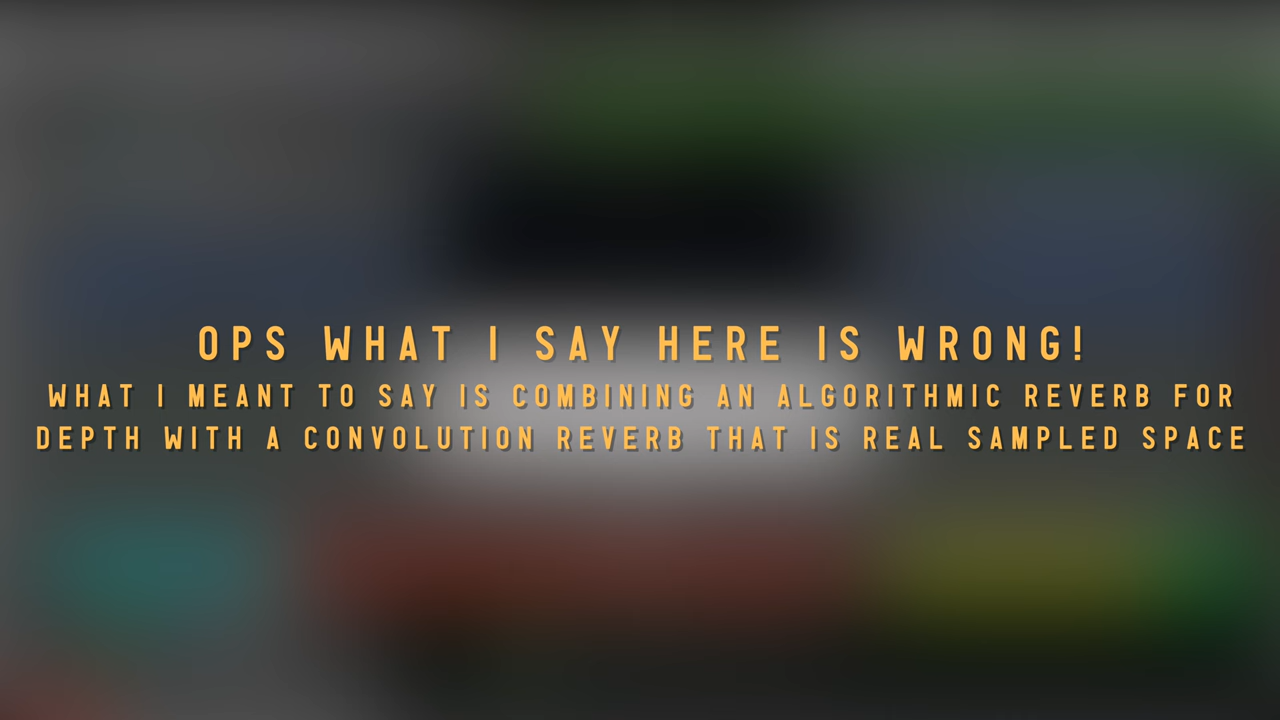 OPS WHAT I SAY HERE IS WRONG!
WHAT I MEANT TO SAY IS COMBINING AN ALGORITHMIC REVERB FOR
DEPTH WITH A CONVOLUTION REVERB THAT IS REAL SAMPLED SPACE